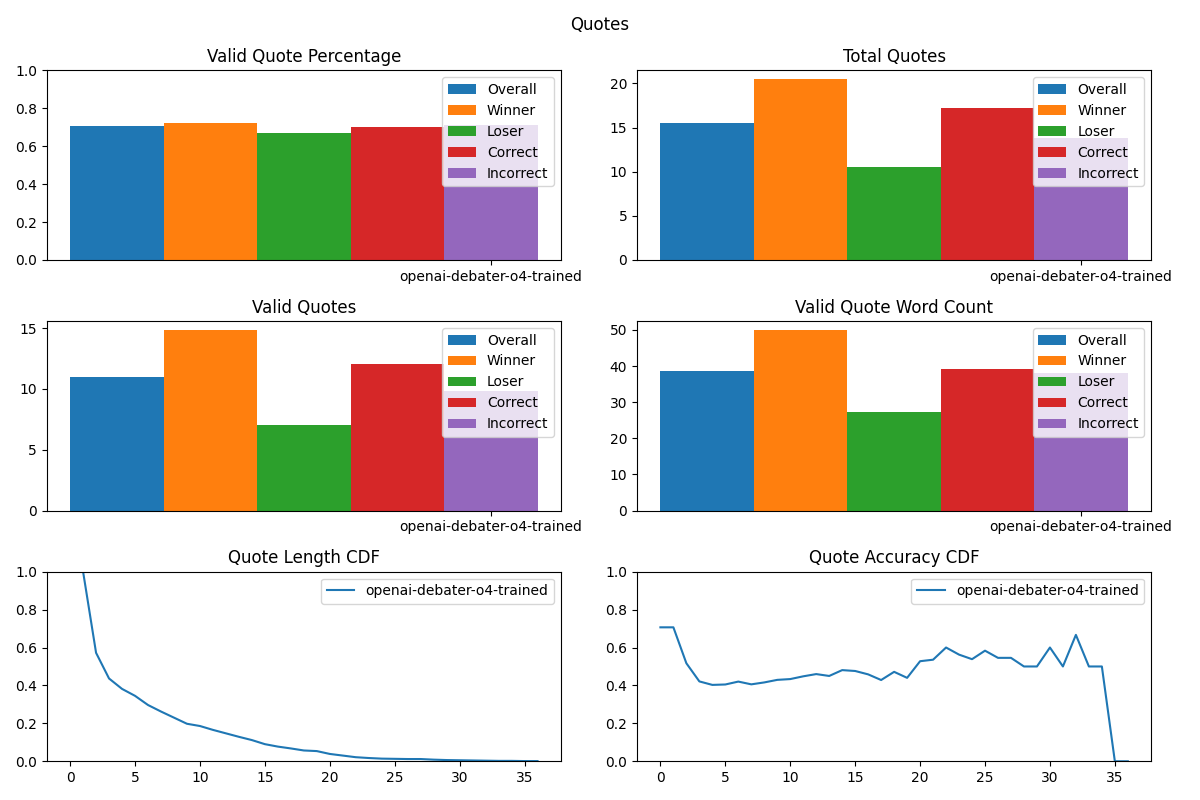 Quotes
Valid Quote Percentage
1.0
0.8
0.6
0.4
0.2
0.0
Overall
Winner
Loser
Correct
Incorrect
openai-debater-o4-trained
Total Quotes
20
15
10
5
0
Overall
Winner
Loser
Correct
Incorrect
openai-debater-o4-trained
Valid Quotes
15
10
5
0
Overall
Winner
Loser
Correct
Incorrect
openai-debater-o4-trained
Valid Quote Word Count
50
40
30
20
10
0
Overall
Winner
Loser
Correct
Incorrect
openai-debater-o4-trained
Quote Length CDF
1.0
0.8
0.6
0.4
0.2
0.0
openai-debater-o4-trained
0 5 10 15 20 25 30 35
Quote Accuracy CDF
1.0
0.8
0.6
0.4
0.2
0.0
openai-debater-o4-trained
0 5 10 15 20 25 30 35